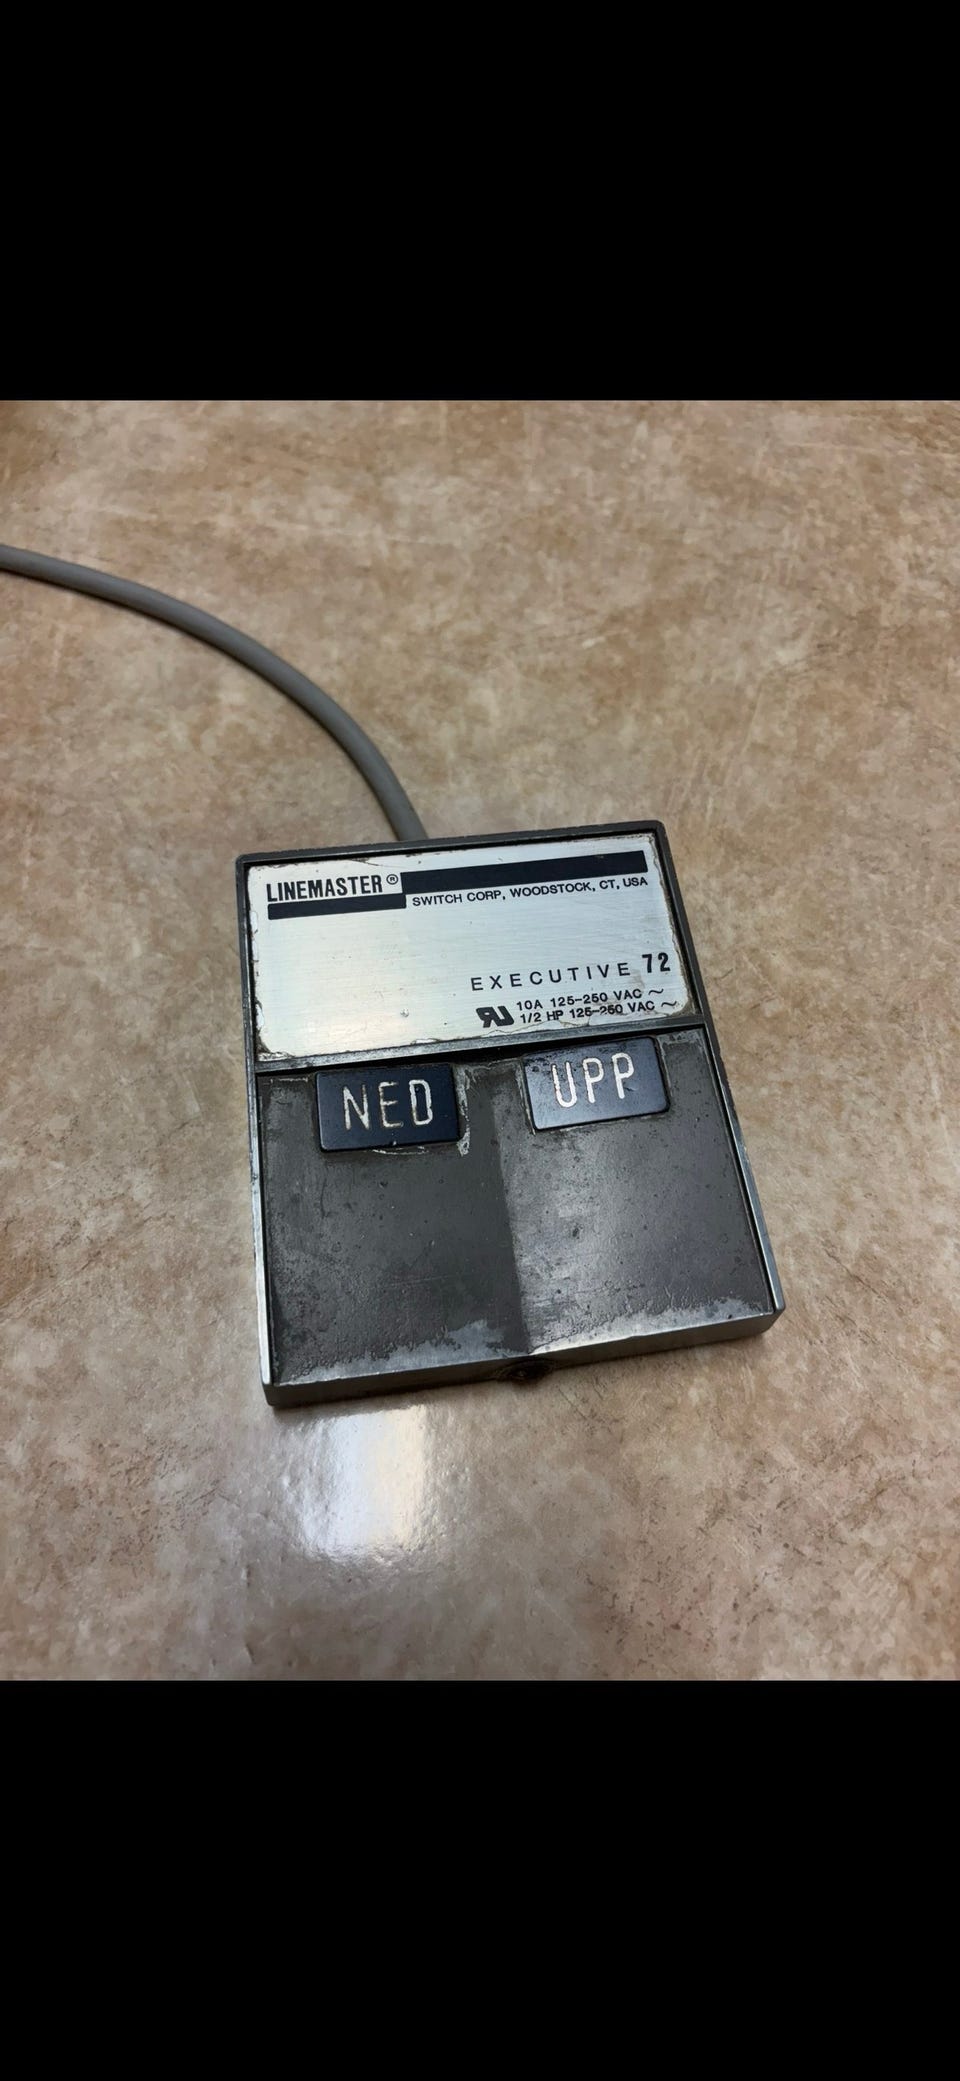 LINEMASTER®
SWITCH CORP, WOODSTOCK, CT, USA
EXECUTIVE 72
10A 125-250 VAC ~
1/2 HP 125-250 VAC ~
NED
UPP